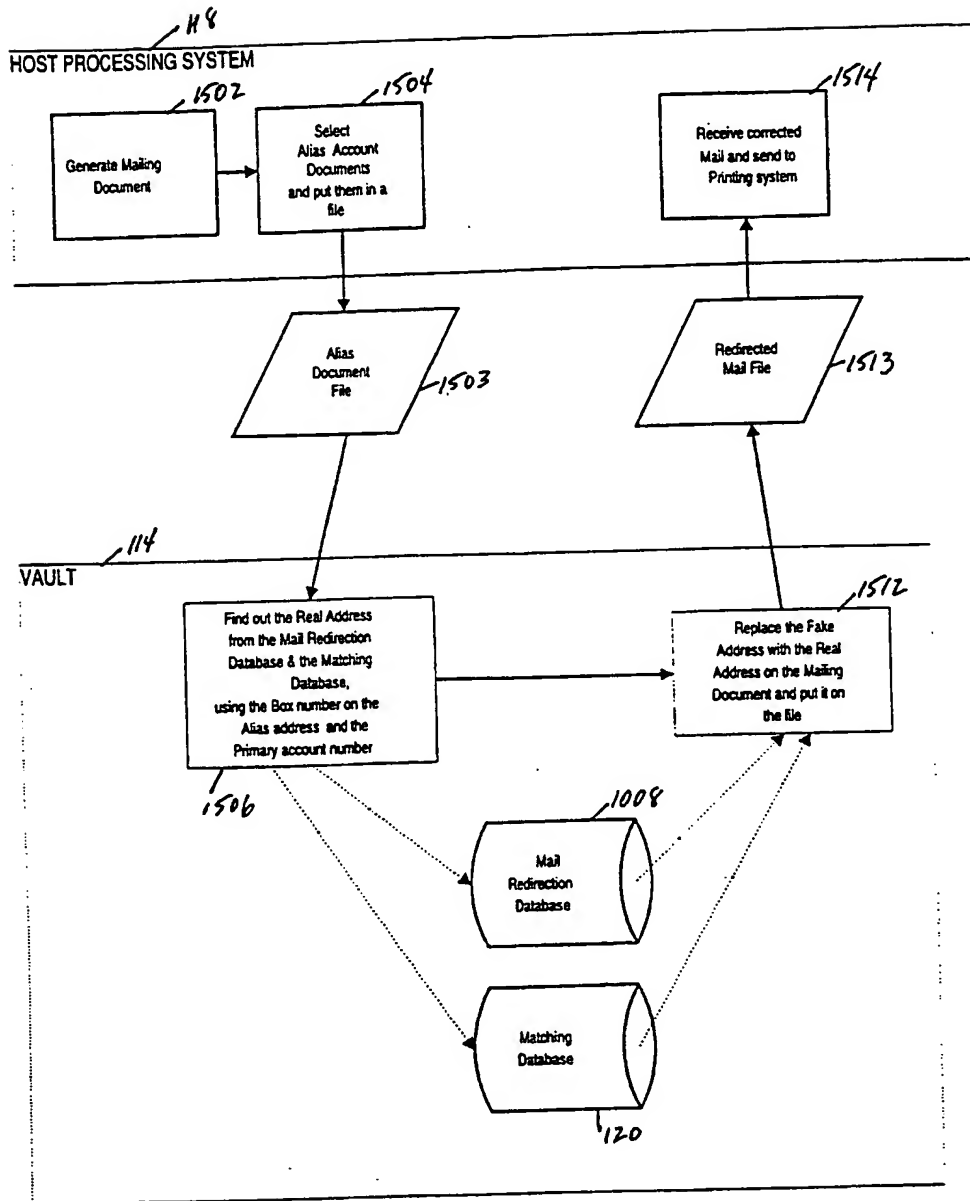 H8
HOST PROCESSING SYSTEM
1502
Generate Mailing
Document
1504
Select
Alias Account
Documents
and put them in a
file
1514
Receive corrected
Mail and send to
Printing system
Alias
Document
File
1503
Redirected
Mail File
1513
114
VAULT
Find out the Real Address
from the Mail Redirection
Database & the Matching
Database,
using the Box number on the
Alias address and the
Primary account number
1506
1512
Replace the Fake
Address with the Real
Address on the Mailing
Document and put it on
the file
1008
Mail
Redirection
Database
Matching
Database
120